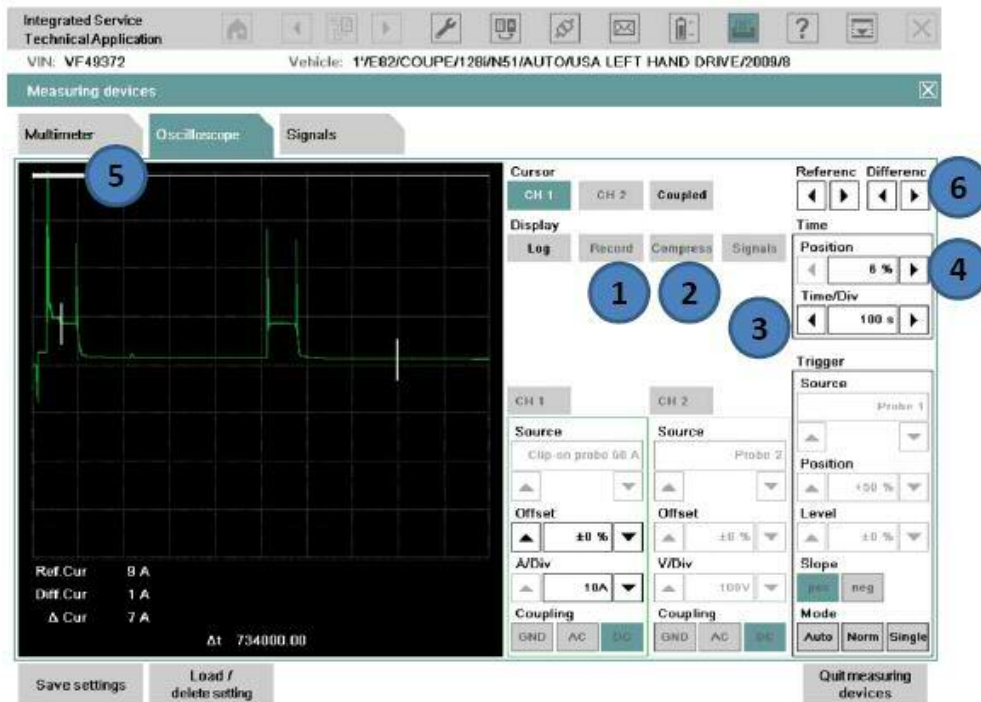 Integrated Service
Technical Application
?
VIN: VF49372 Vehicle: 1'/E82/COUPE/128i/N51/AUTO/USA LEFT HAND DRIVE/2009/8
Measuring devices
Multimeter Oscilloscope Signals
5
Cursor
CH 1 CH 2 Coupled
Display
Log Record Compress Signals
1 2 3
Referenc Differenc
6
Time
Position
6 %
4
Time/Div
100 s
Trigger
Source
Probe 1
Position
+50 %
Level
±0 %
Slope
pos neg
Mode
Auto Norm Single
CH 1
Source
Clip-on probe 60 A
Offset
±0 %
A/Div
10A
Coupling
GND AC DC
CH 2
Source
Probe 2
Offset
±0 %
V/Div
100V
Coupling
GND AC DC
Ref.Cur 9 A
Diff.Cur 1 A
Δ Cur 7 A
Δt 734000.00
Save settings
Load /
delete setting
Quit measuring
devices